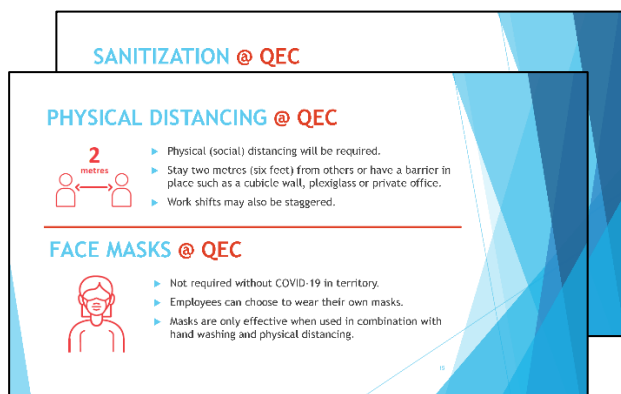 SANITIZATION @ QEC
PHYSICAL DISTANCING @ QEC
2
metres
Physical (social) distancing will be required.
Stay two metres (six feet) from others or have a barrier in
place such as a cubicle wall, plexiglass or private office.
Work shifts may also be staggered.
FACE MASKS @ QEC
Not required without COVID-19 in territory.
Employees can choose to wear their own masks.
Masks are only effective when used in combination with
hand washing and physical distancing.